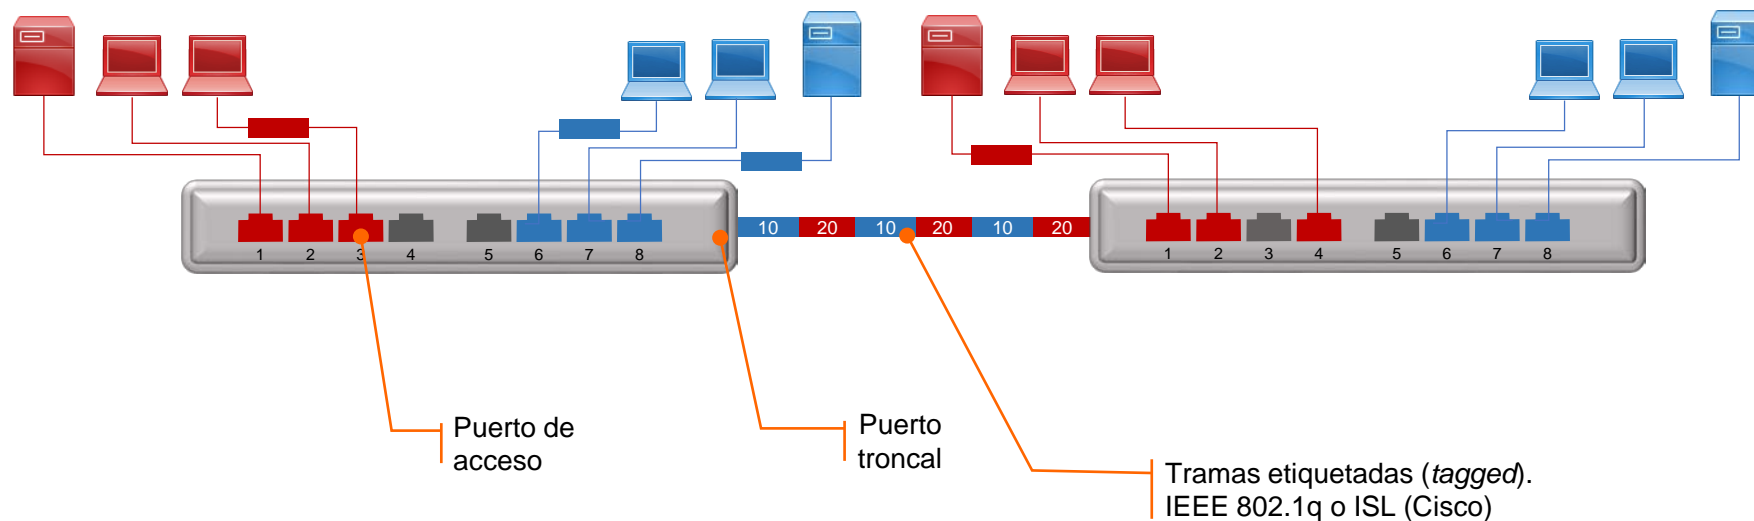 10 20 10 20 10 20
1 2 3 4 5 6 7 8
1 2 3 4 5 6 7 8
Puerto de
acceso
Puerto
troncal
Tramas etiquetadas (tagged).
IEEE 802.1q o ISL (Cisco)